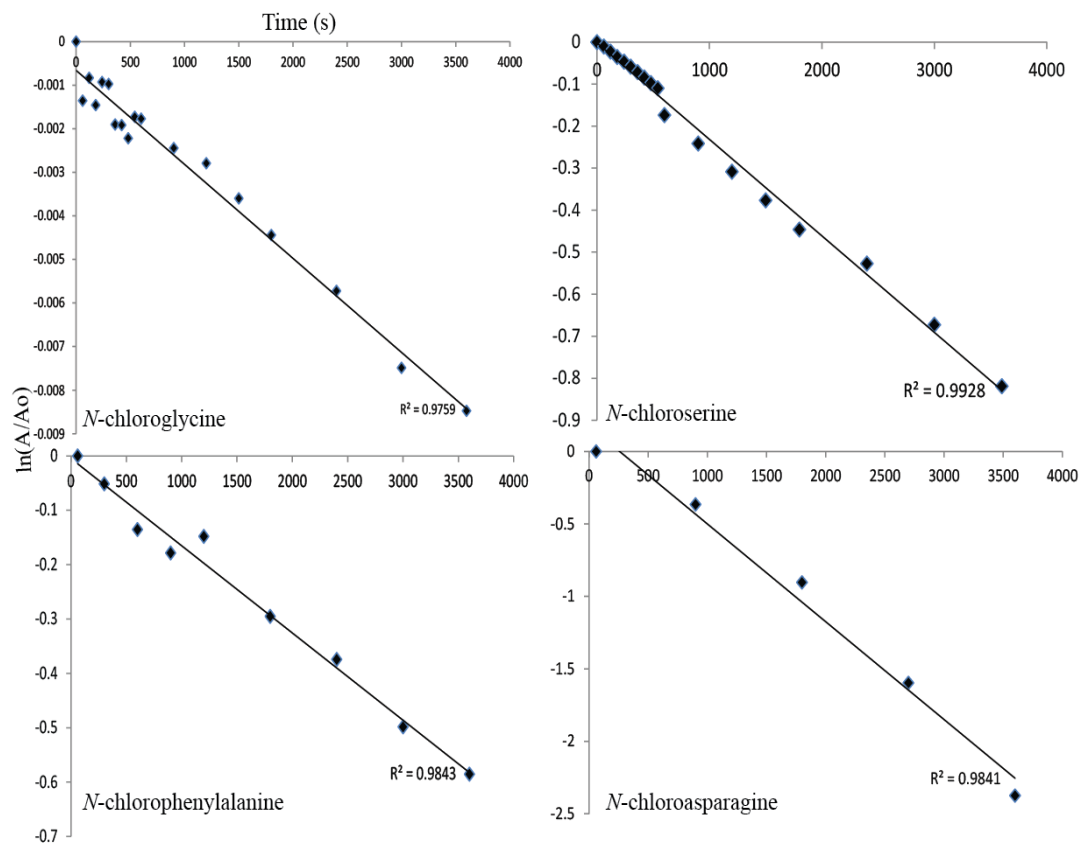 Time (s)
0
0 500 1000 1500 2000 2500 3000 3500 4000
-0.001
-0.002
-0.003
-0.004
-0.005
-0.006
-0.007
-0.008
-0.009
R² = 0.9759
N-chloroglycine
0
0 1000 2000 3000 4000
-0.1
-0.2
-0.3
-0.4
-0.5
-0.6
-0.7
-0.8
-0.9
R² = 0.9928
N-chloroserine
ln(A/Ao)
0
0 500 1000 1500 2000 2500 3000 3500 4000
-0.1
-0.2
-0.3
-0.4
-0.5
-0.6
-0.7
R² = 0.9843
N-chlorophenylalanine
0
0 500 1000 1500 2000 2500 3000 3500 4000
-0.5
-1
-1.5
-2
-2.5
R² = 0.9841
N-chloroasparagine